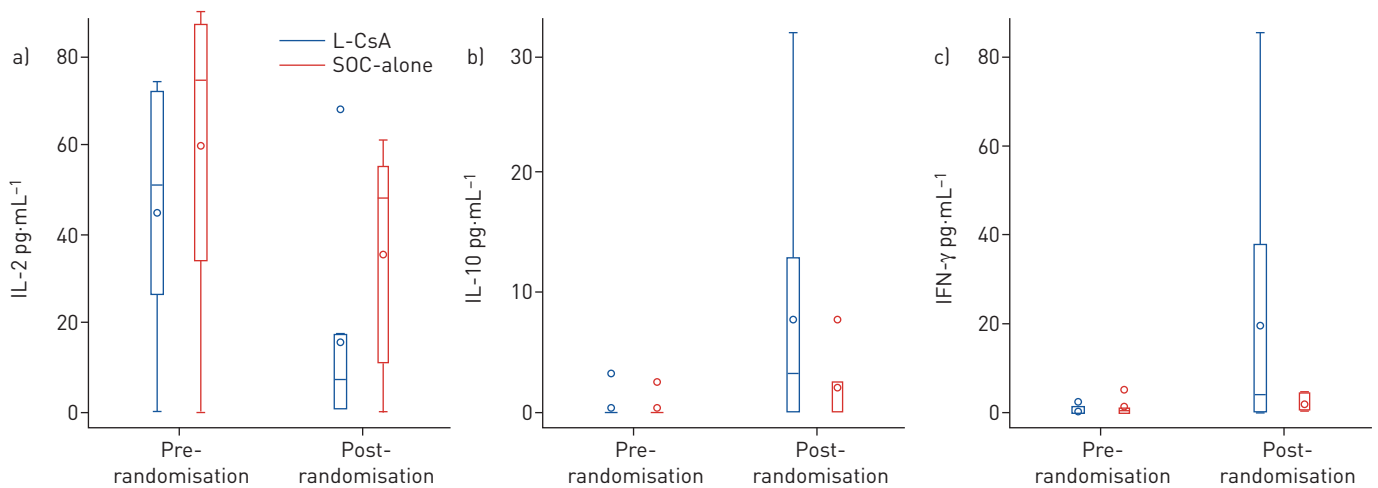 a)
IL-2 pg·mL⁻¹
80
60
40
20
0
L-CsA
SOC-alone
Pre-
randomisation
Post-
randomisation
b)
IL-10 pg·mL⁻¹
30
20
10
0
Pre-
randomisation
Post-
randomisation
c)
IFN-γ pg·mL⁻¹
80
60
40
20
0
Pre-
randomisation
Post-
randomisation